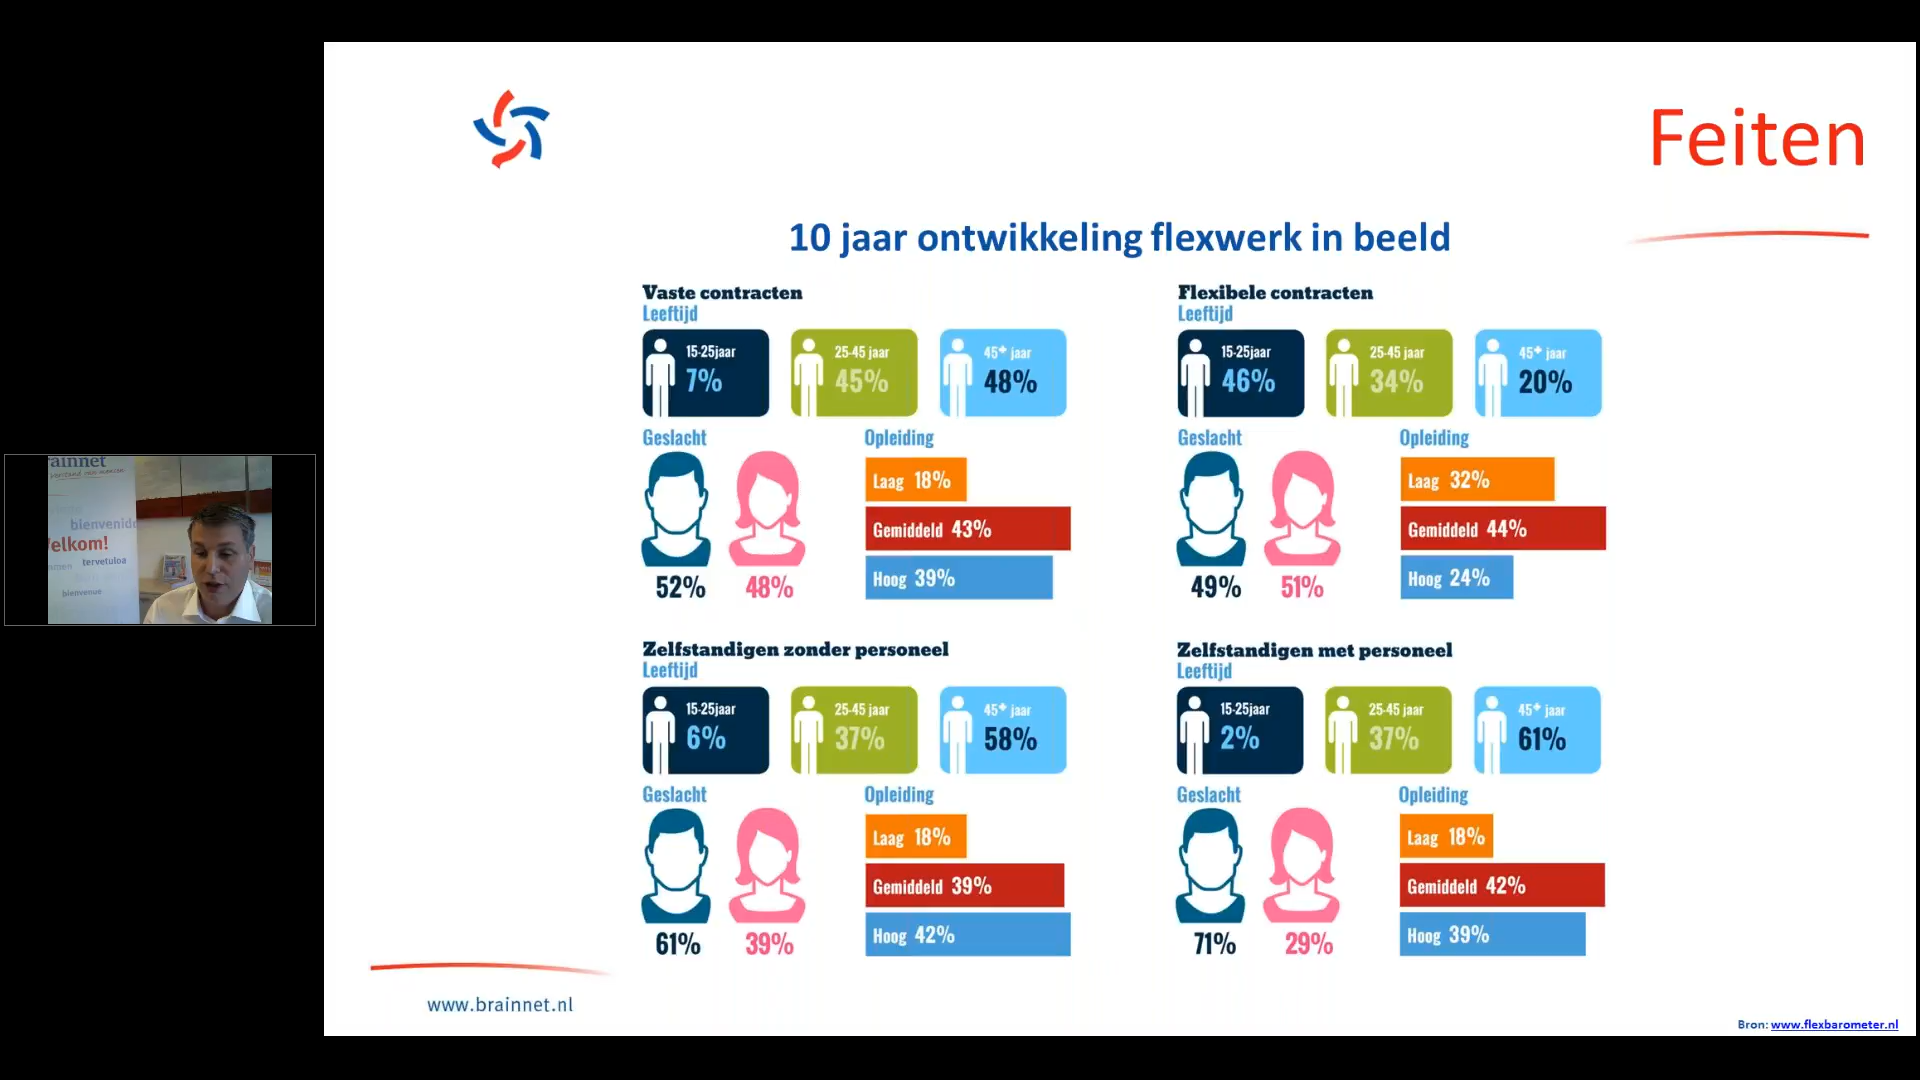 Feiten
10 jaar ontwikkeling flexwerk in beeld
Vaste contracten
Leeftijd
15-25jaar
7%
25-45 jaar
45%
45+ jaar
48%
Geslacht
52%
48%
Opleiding
Laag 18%
Gemiddeld 43%
Hoog 39%
Flexibele contracten
Leeftijd
15-25jaar
46%
25-45 jaar
34%
45+ jaar
20%
Geslacht
49%
51%
Opleiding
Laag 32%
Gemiddeld 44%
Hoog 24%
Zelfstandigen zonder personeel
Leeftijd
15-25jaar
6%
25-45 jaar
37%
45+ jaar
58%
Geslacht
61%
39%
Opleiding
Laag 18%
Gemiddeld 39%
Hoog 42%
Zelfstandigen met personeel
Leeftijd
15-25jaar
2%
25-45 jaar
37%
45+ jaar
61%
Geslacht
71%
29%
Opleiding
Laag 18%
Gemiddeld 42%
Hoog 39%
www.brainnet.nl
Bron: www.flexbarometer.nl
ainnet
bienvenid
elkom!
tervetuloa
bienvenue